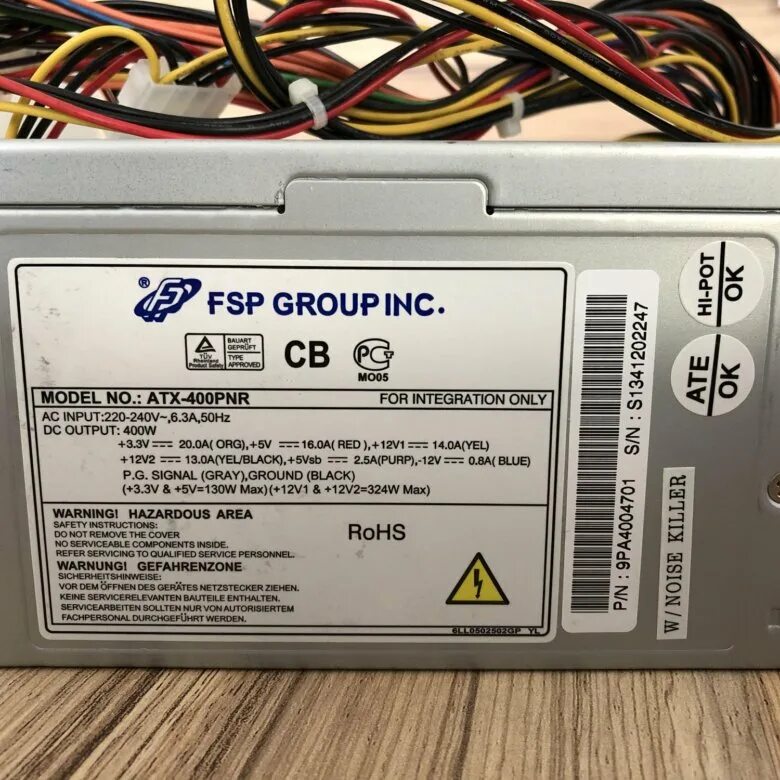 ® FSP GROUP INC.
TÜV Rheinland Product Safety
BAUART GEPRÜFT
TYPE APPROVED
CB
PG
MO05
MODEL NO.: ATX-400PNR FOR INTEGRATION ONLY
AC INPUT:220-240V~,6.3A,50Hz
DC OUTPUT: 400W
+3.3V ⎓ 20.0A( ORG),+5V ⎓ 16.0A( RED ),+12V1 ⎓ 14.0A(YEL)
+12V2 ⎓ 13.0A(YEL/BLACK),+5Vsb ⎓ 2.5A(PURP),-12V ⎓ 0.8A( BLUE)
P.G. SIGNAL (GRAY),GROUND (BLACK)
(+3.3V & +5V=130W Max)(+12V1 & +12V2=324W Max)
WARNING! HAZARDOUS AREA
SAFETY INSTRUCTIONS:
DO NOT REMOVE THE COVER
NO SERVICEABLE COMPONENTS INSIDE.
REFER SERVICING TO QUALIFIED SERVICE PERSONNEL.
WARNUNG! GEFAHRENZONE
SICHERHEITSHINWEISE:
VOR DEM ÖFFNEN DES GERÄTES NETZSTECKER ZIEHEN.
KEINE SERVICERELEVANTEN BAUTEILE ENTHALTEN.
SERVICEARBEITEN SOLLTEN NUR VON AUTORISIERTEM
FACHPERSONAL DURCHGEFÜHRT WERDEN.
RoHS
6LL0502502GP YL
P/N : 9PA4004701 S/N : S1341202247
HI-POT
OK
ATE
OK
W/ NOISE KILLER